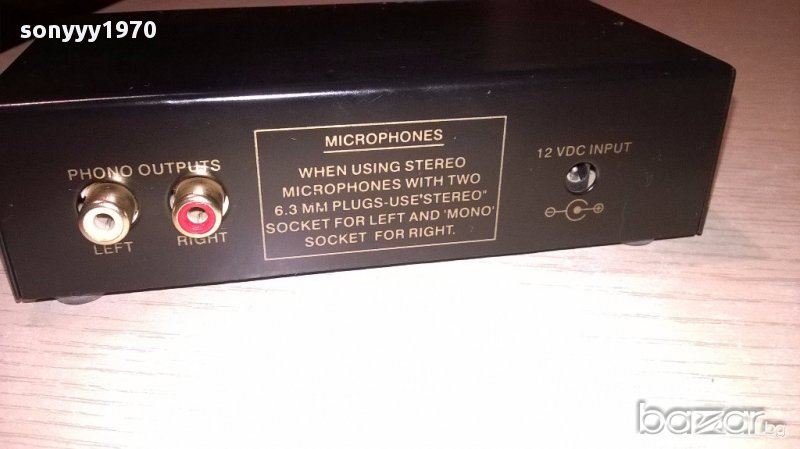 sonyyy1970
PHONO OUTPUTS
LEFT
RIGHT
MICROPHONES
WHEN USING STEREO
MICROPHONES WITH TWO
6.3 MM PLUGS-USE"STEREO"
SOCKET FOR LEFT AND 'MONO'
SOCKET FOR RIGHT.
12 VDC INPUT
bazar.bg